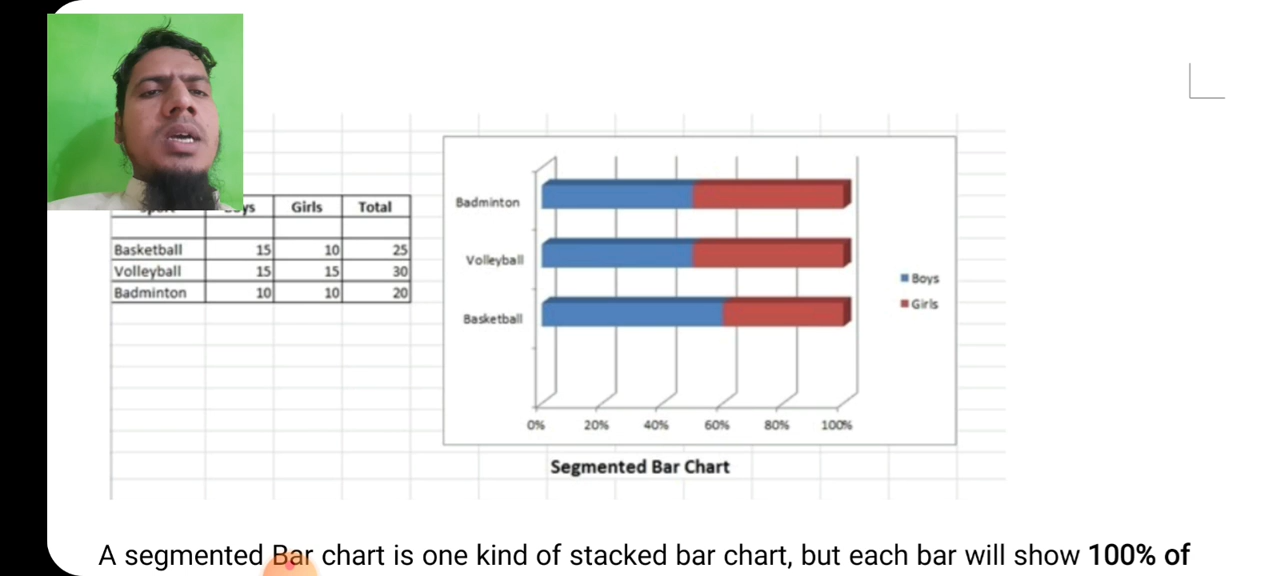 Girls Total
Basketball 15 10 25
Volleyball 15 15 30
Badminton 10 10 20
Badminton
Volleyball
Basketball
0% 20% 40% 60% 80% 100%
Boys
Girls
Segmented Bar Chart
A segmented Bar chart is one kind of stacked bar chart, but each bar will show 100% of